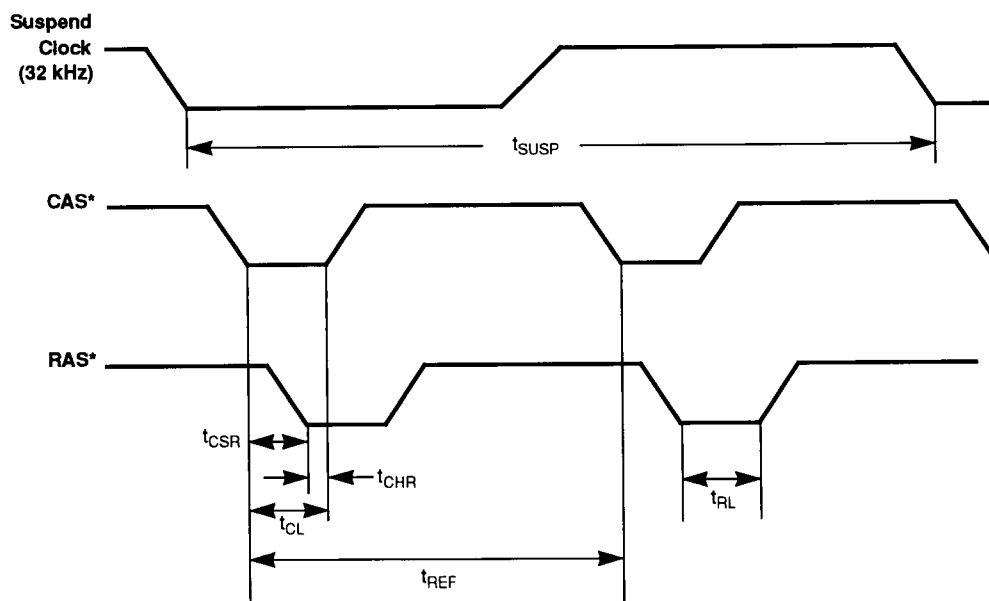 Suspend
Clock
(32 kHz)
tSUSP
CAS*
RAS*
tCSR
tCHR
tRL
tCL
tREF